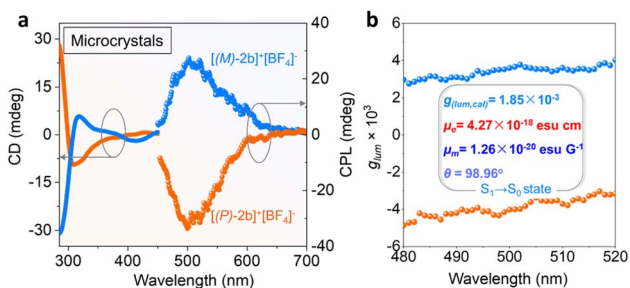 a
Microcrystals
[(M)-2b]⁺[BF₄]⁻
[(P)-2b]⁺[BF₄]⁻
CD (mdeg)
30
15
0
-15
-30
CPL (mdeg)
40
20
0
-20
-40
300 400 500 600 700
Wavelength (nm)
b
g_lum × 10³
6
4
2
0
-2
-4
-6
g(lum,cal) = 1.85×10⁻³
μe = 4.27×10⁻¹⁸ esu cm
μm = 1.26×10⁻²⁰ esu G⁻¹
θ = 98.96°
S₁→S₀ state
480 490 500 510 520
Wavelength (nm)